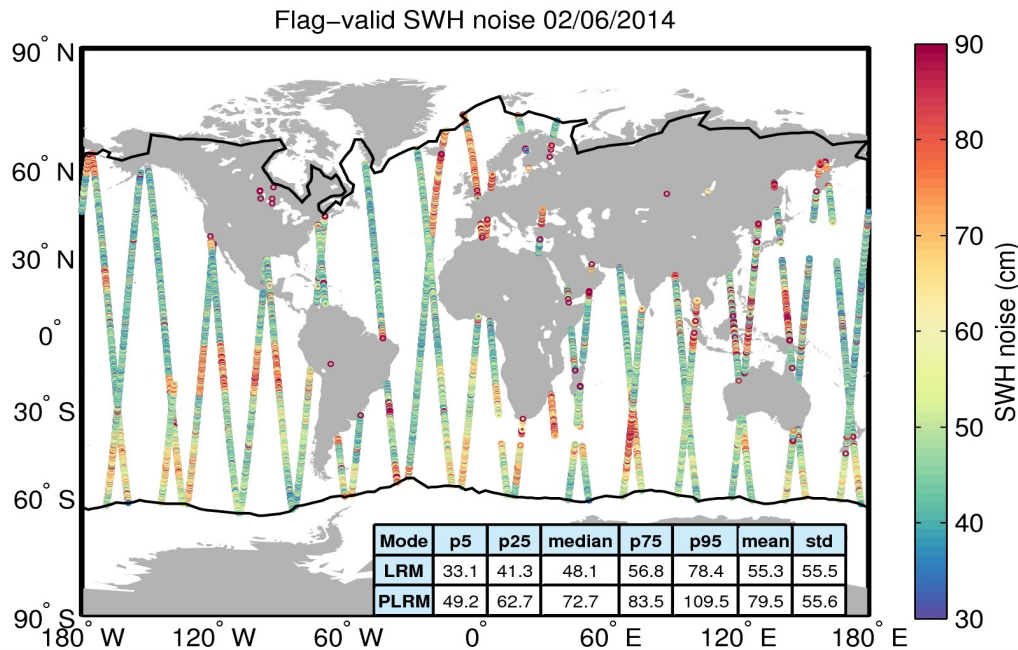 Flag−valid SWH noise 02/06/2014
90° N
60° N
30° N
0°
30° S
60° S
90° S
180° W
120° W
60° W
0°
60° E
120° E
180° E
90
80
70
60
50
40
30
SWH noise (cm)
Mode p5 p25 median p75 p95 mean std
LRM 33.1 41.3 48.1 56.8 78.4 55.3 55.5
PLRM 49.2 62.7 72.7 83.5 109.5 79.5 55.6